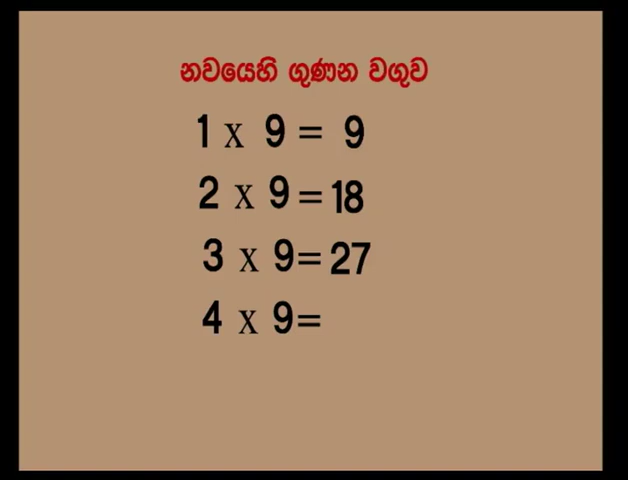 නවයෙහි ගුණන වගුව
1 x 9 = 9
2 x 9 = 18
3 x 9 = 27
4 x 9 =